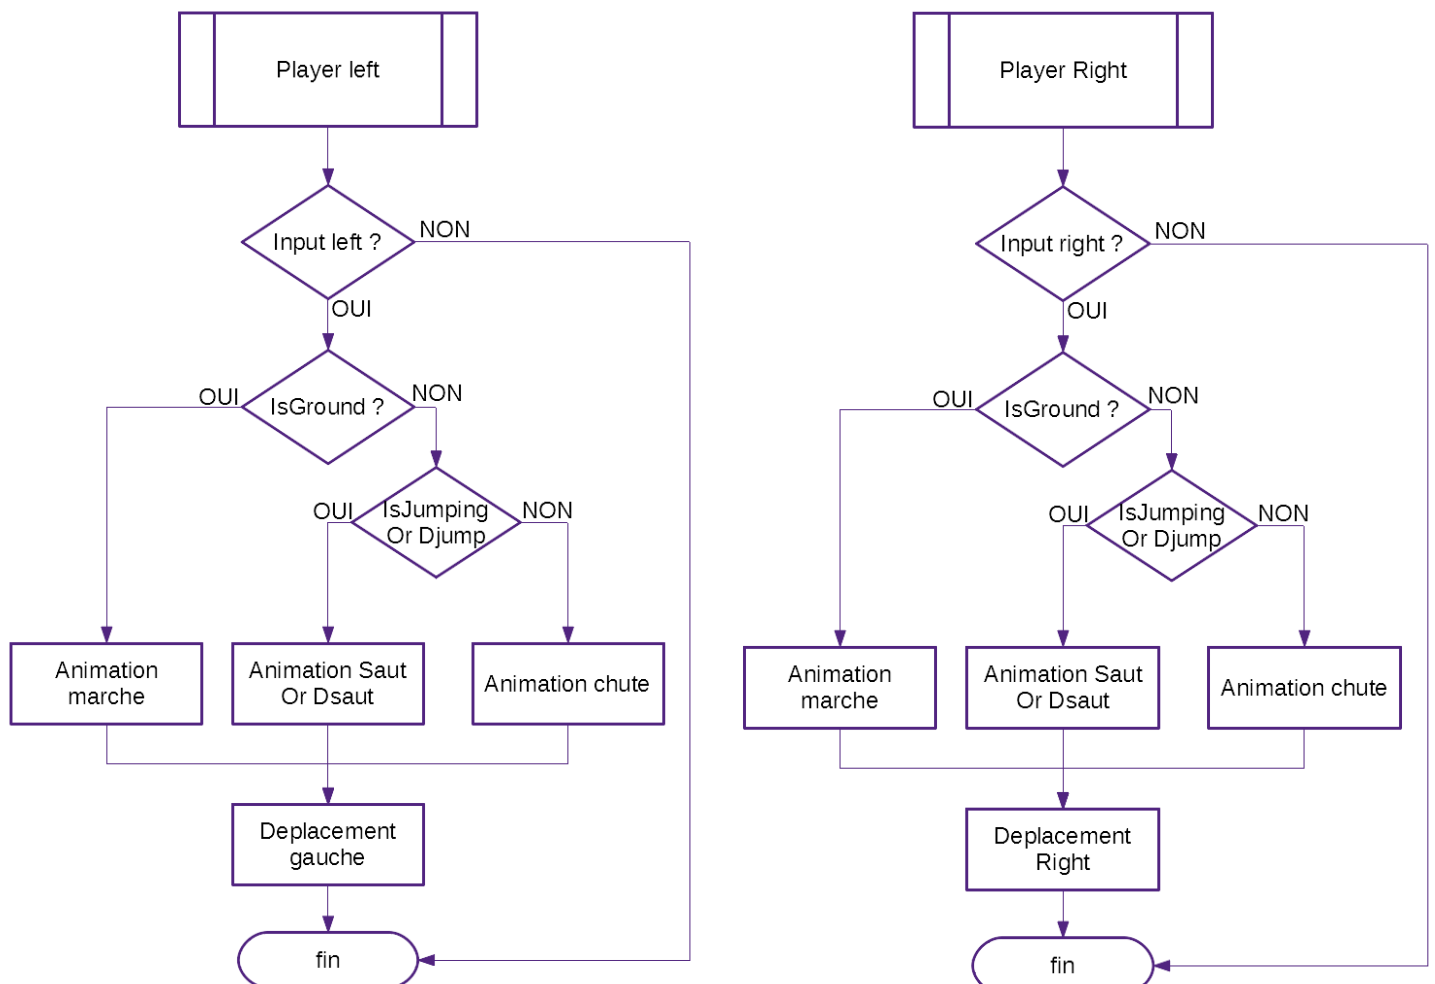 Player left
Input left ?
NON
OUI
IsGround ?
OUI
NON
IsJumping
Or Djump
OUI
NON
Animation
marche
Animation Saut
Or Dsaut
Animation chute
Deplacement
gauche
fin
Player Right
Input right ?
NON
OUI
IsGround ?
OUI
NON
IsJumping
Or Djump
OUI
NON
Animation
marche
Animation Saut
Or Dsaut
Animation chute
Deplacement
Right
fin